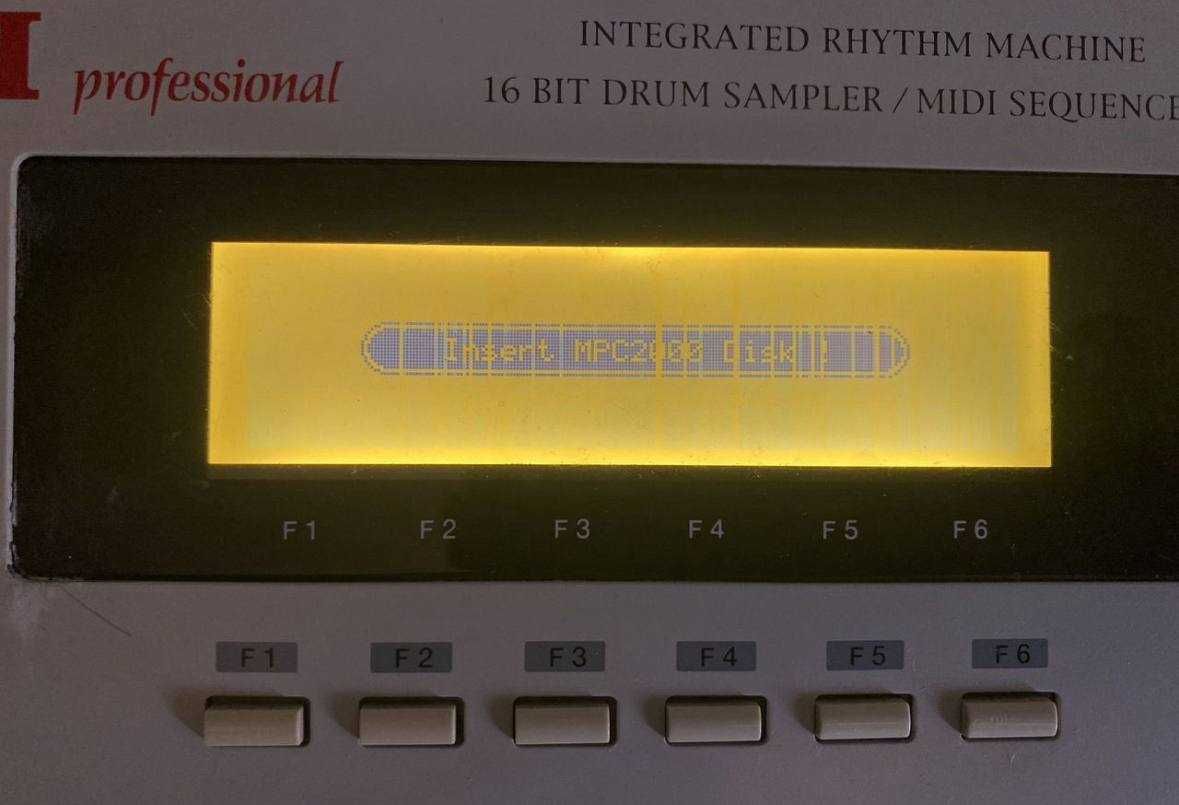 professional
INTEGRATED RHYTHM MACHINE
16 BIT DRUM SAMPLER / MIDI SEQUENCE
Insert MPC2000 Disk !
F1 F2 F3 F4 F5 F6
F1 F2 F3 F4 F5 F6